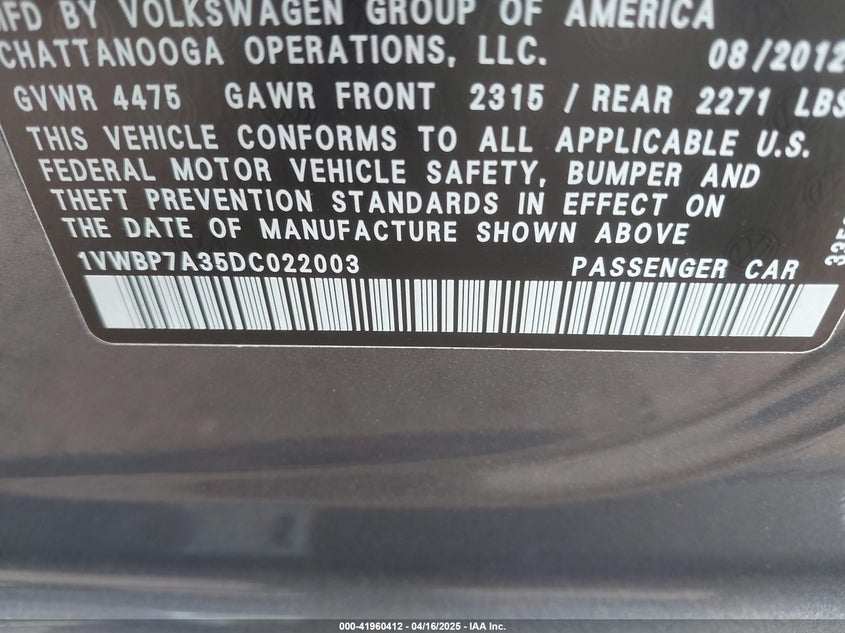 MFD BY VOLKSWAGEN GROUP OF AMERICA
CHATTANOOGA OPERATIONS, LLC. 08/2012
GVWR 4475 GAWR FRONT 2315 / REAR 2271 LBS
THIS VEHICLE CONFORMS TO ALL APPLICABLE U.S.
FEDERAL MOTOR VEHICLE SAFETY, BUMPER AND
THEFT PREVENTION STANDARDS IN EFFECT ON
THE DATE OF MANUFACTURE SHOWN ABOVE
1VWBP7A35DC022003 PASSENGER CAR
000-41960412 - 04/16/2025 - IAA Inc.